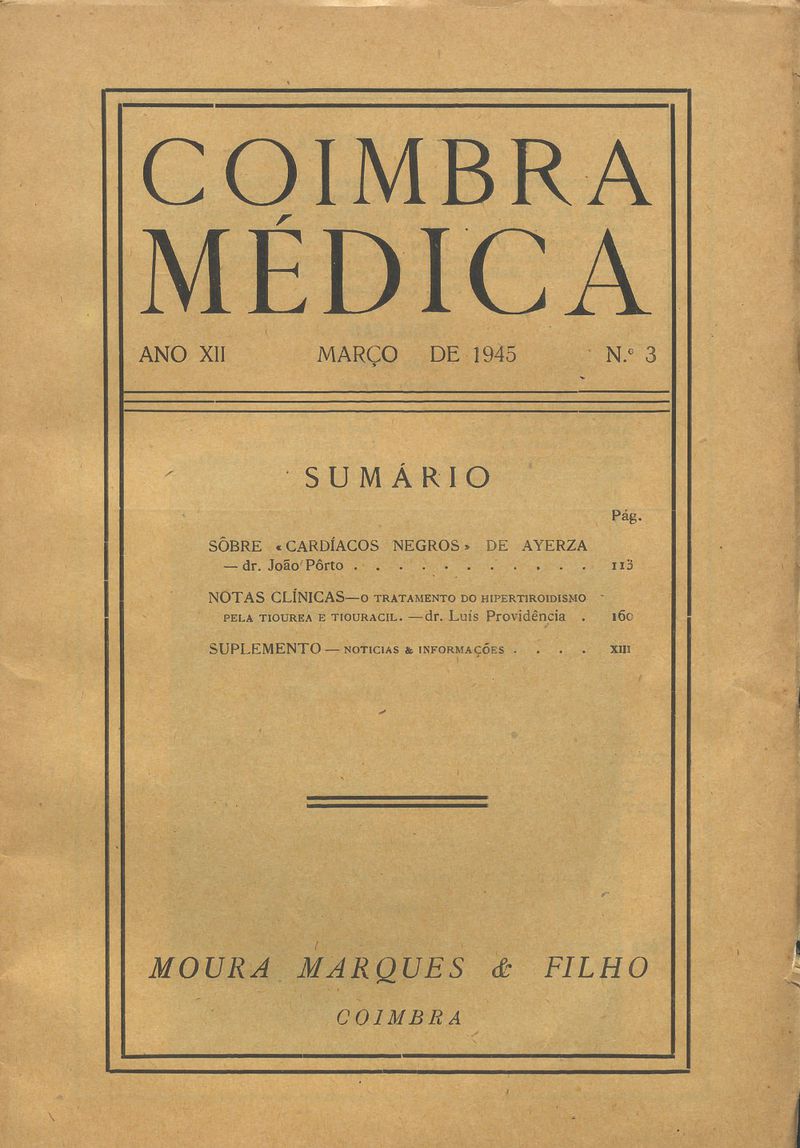 COIMBRA
MÉDICA
ANO XII MARÇO DE 1945 N.º 3
SUMÁRIO
Pág.
SÔBRE «CARDÍACOS NEGROS» DE AYERZA
— dr. João Pôrto . . . . . . . . . . . 113
NOTAS CLÍNICAS—O TRATAMENTO DO HIPERTIROIDISMO
PELA TIOUREA E TIOURACIL. —dr. Luís Providência . 160
SUPLEMENTO — NOTICIAS & INFORMAÇÕES . . . . XIII
MOURA MARQUES & FILHO
COIMBRA